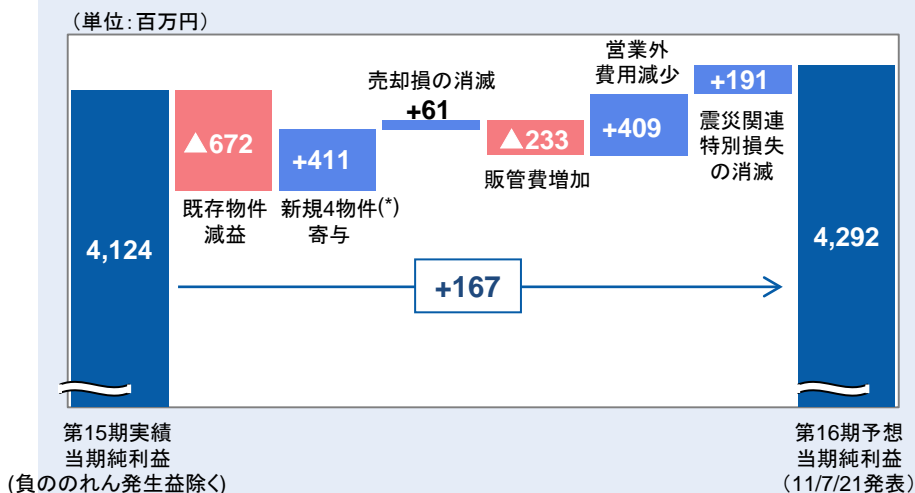 （単位：百万円）
4,124
▲672
既存物件
減益
+411
新規4物件(*)
寄与
売却損の消滅
+61
▲233
販管費増加
営業外
費用減少
+409
+191
震災関連
特別損失
の消滅
4,292
+167
第15期実績
当期純利益
(負ののれん発生益除く)
第16期予想
当期純利益
（11/7/21発表）